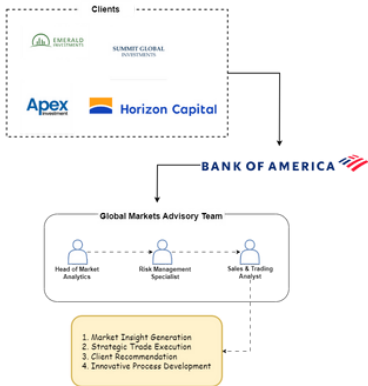 Clients
EMERALD
INVESTMENTS
SUMMIT GLOBAL
INVESTMENTS
Apex
Investment
Horizon Capital
BANK OF AMERICA
Global Markets Advisory Team
Head of Market
Analytics
Risk Management
Specialist
Sales & Trading
Analyst
1. Market Insight Generation
2. Strategic Trade Execution
3. Client Recommendation
4. Innovative Process Development